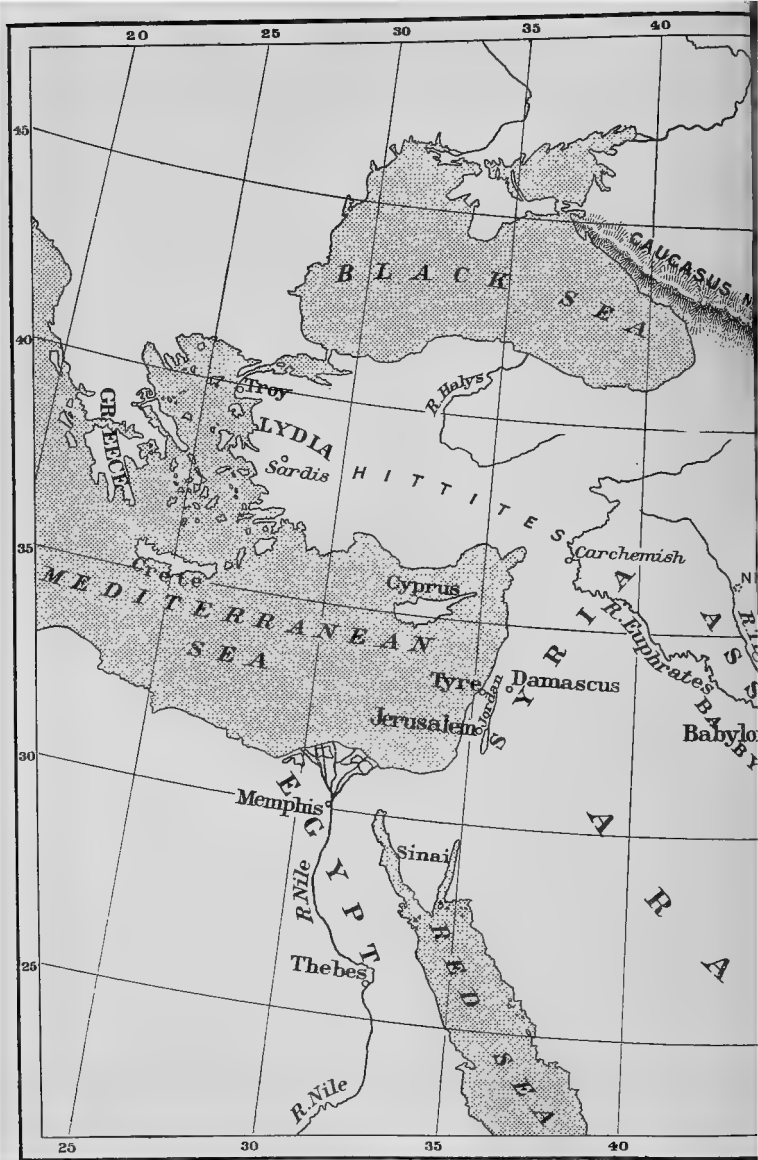 20 25 30 35 40
45
BLACK SEA
CAUCASUS
40
Troy
R. Halys
GREECE
LYDIA
Sardis
HITTITES
35
Carchemish
Crete
Cyprus
MEDITERRANEAN
SEA
SYRIA
R. Euphrates
Tyre
Damascus
Jordan
Jerusalem
30
EGYPT
Memphis
Sinai
R. Nile
RED SEA
25
Thebes
R. Nile
25 30 35 40